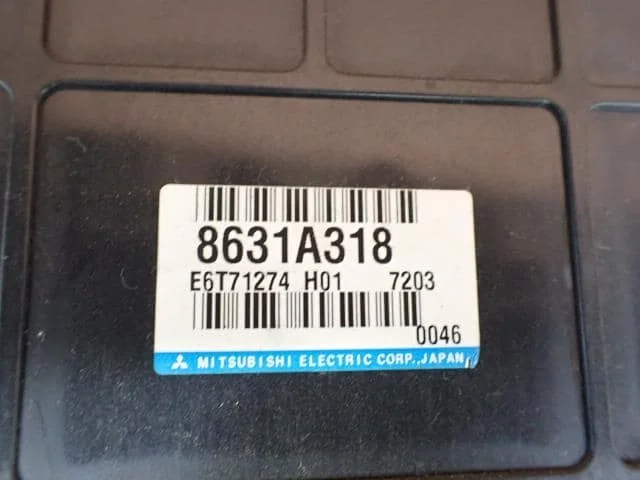 8631A318
E6T71274 H01 7203
0046
MITSUBISHI ELECTRIC CORP., JAPAN